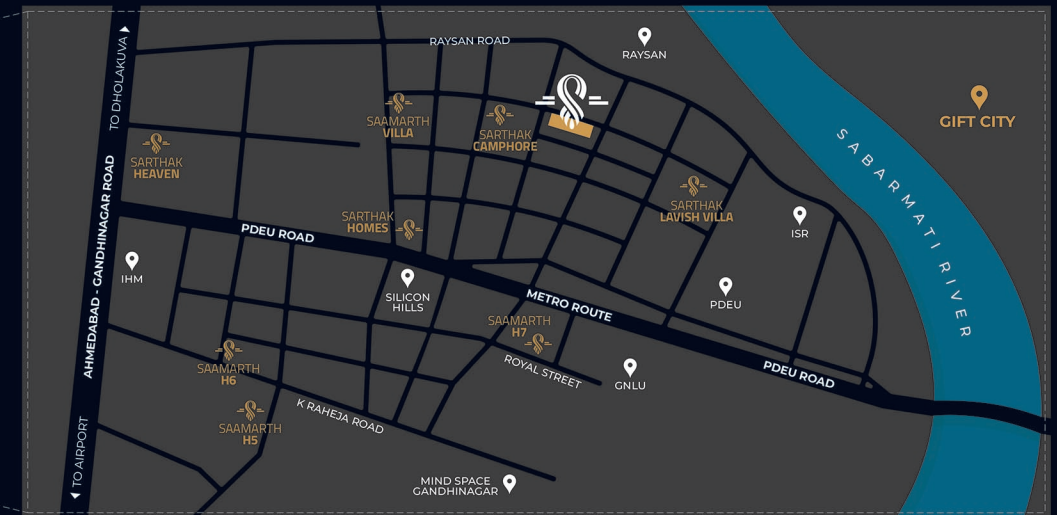 RAYSAN ROAD
RAYSAN
TO DHOLAKUVA
GIFT CITY
SAAMARTH
VILLA
SARTHAK
CAMPHORE
SARTHAK
HEAVEN
SABARMATI RIVER
AHMEDABAD - GANDHINAGAR ROAD
SARTHAK
LAVISH VILLA
SARTHAK
HOMES
ISR
PDEU ROAD
IHM
SILICON
HILLS
METRO ROUTE
PDEU
SAAMARTH
H7
ROYAL STREET
GNLU
PDEU ROAD
SAAMARTH
H6
SAAMARTH
H5
K RAHEJA ROAD
TO AIRPORT
MIND SPACE
GANDHINAGAR